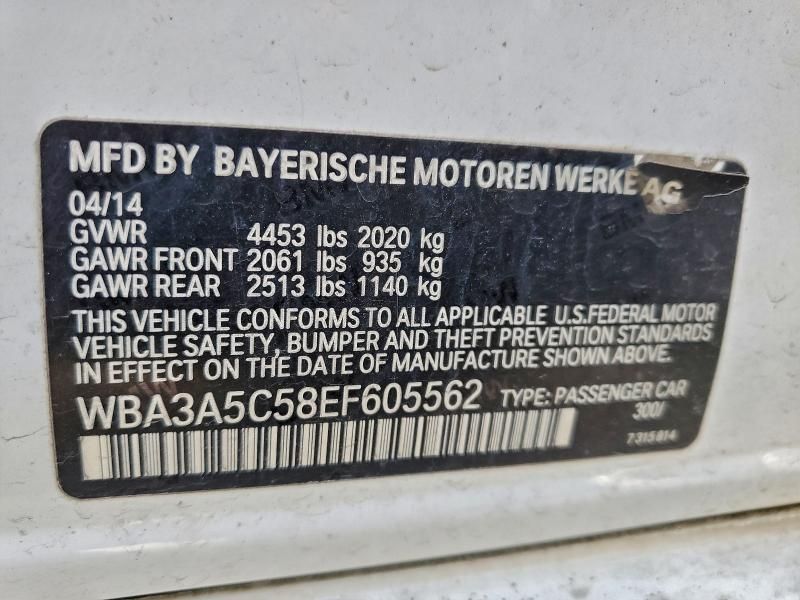 MFD BY BAYERISCHE MOTOREN WERKE AG
04/14
GVWR 4453 lbs 2020 kg
GAWR FRONT 2061 lbs 935 kg
GAWR REAR 2513 lbs 1140 kg
THIS VEHICLE CONFORMS TO ALL APPLICABLE U.S.FEDERAL MOTOR
VEHICLE SAFETY, BUMPER AND THEFT PREVENTION STANDARDS
IN EFFECT ON THE DATE OF MANUFACTURE SHOWN ABOVE.
WBA3A5C58EF605562 TYPE: PASSENGER CAR
300/
7315814